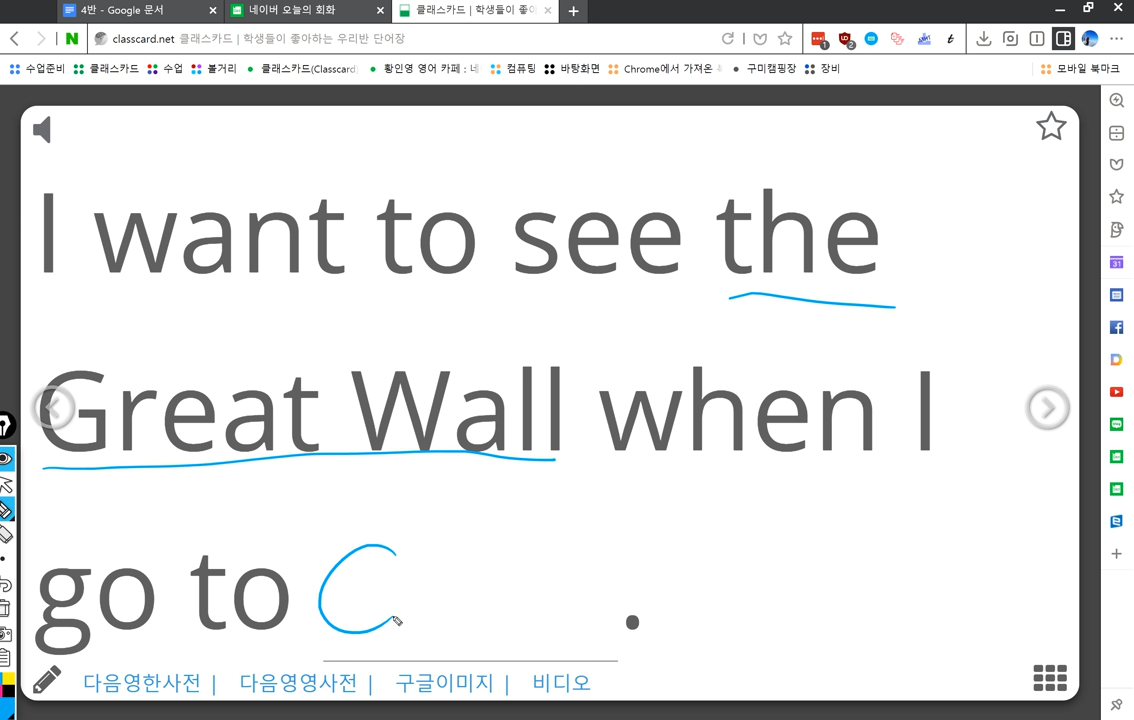 4반 - Google 문서
네이버 오늘의 회화
클래스카드 | 학생들이 좋아
classcard.net 클래스카드 | 학생들이 좋아하는 우리반 단어장
수업준비 클래스카드 수업 볼거리 클래스카드(Classcard 황인영 영어 카페 : 네 컴퓨팅 바탕화면 Chrome에서 가져온 구미캠핑장 장비 모바일 북마크
I want to see the
Great Wall when I
go to C .
다음영한사전 | 다음영영사전 | 구글이미지 | 비디오